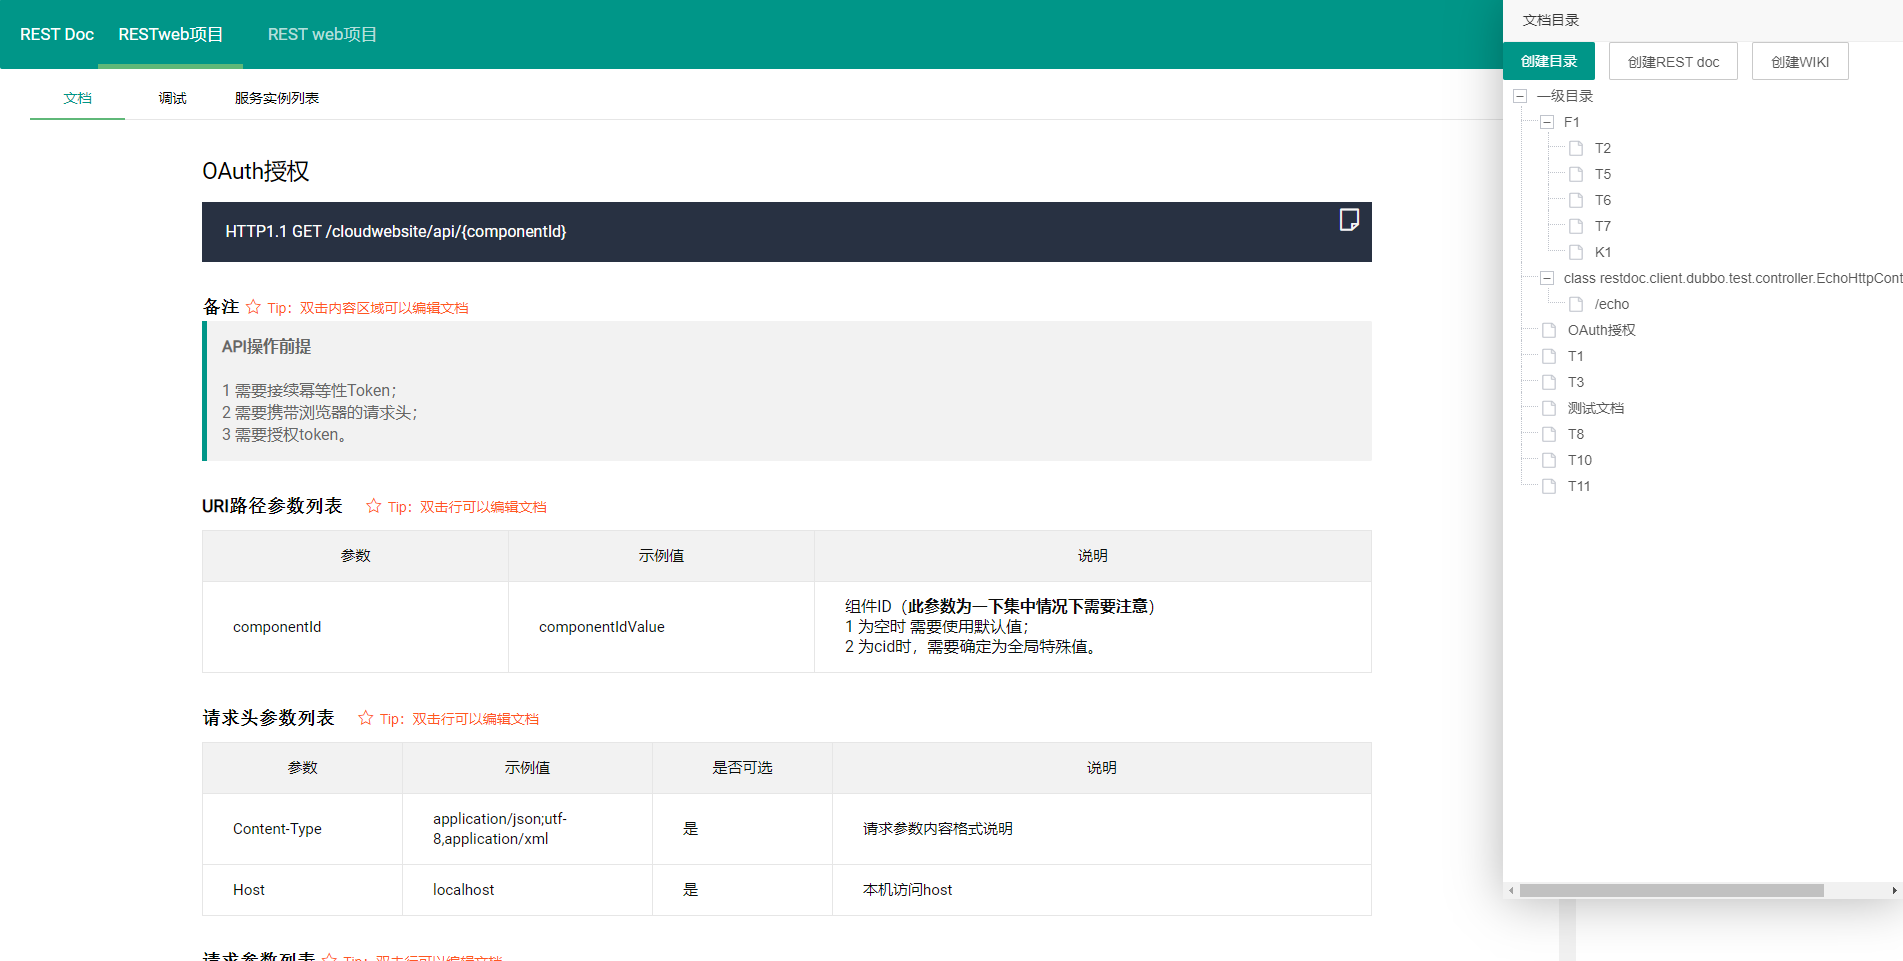 REST Doc
RESTweb项目
REST web项目
文档
调试
服务实例列表
OAuth授权
HTTP1.1 GET /cloudwebsite/api/{componentId}
备注 Tip：双击内容区域可以编辑文档
API操作前提
1 需要接续幂等性Token；
2 需要携带浏览器的请求头；
3 需要授权token。
URI路径参数列表 Tip：双击行可以编辑文档
参数 示例值 说明
componentId componentIdValue 组件ID（此参数为一下集中情况下需要注意）
1 为空时 需要使用默认值；
2 为cid时，需要确定为全局特殊值。
请求头参数列表 Tip：双击行可以编辑文档
参数 示例值 是否可选 说明
Content-Type application/json;utf-
8,application/xml 是 请求参数内容格式说明
Host localhost 是 本机访问host
请求参数列表 Tip：双击行可以编辑文档
文档目录
创建目录 创建REST doc 创建WIKI
一级目录
F1
T2
T5
T6
T7
K1
class restdoc.client.dubbo.test.controller.EchoHttpCont
/echo
OAuth授权
T1
T3
测试文档
T8
T10
T11